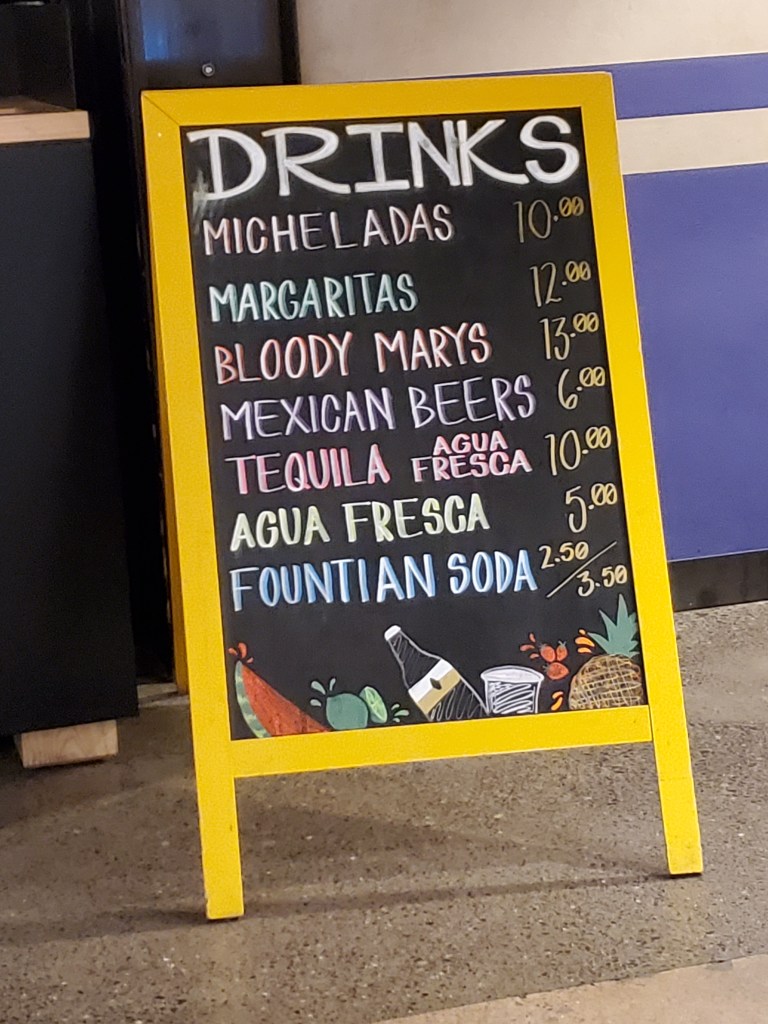 DRINKS
MICHELADAS 10.00
MARGARITAS 12.00
BLOODY MARYS 13.00
MEXICAN BEERS 6.00
TEQUILA AGUA FRESCA 10.00
AGUA FRESCA 5.00
FOUNTIAN SODA 2.50/3.50